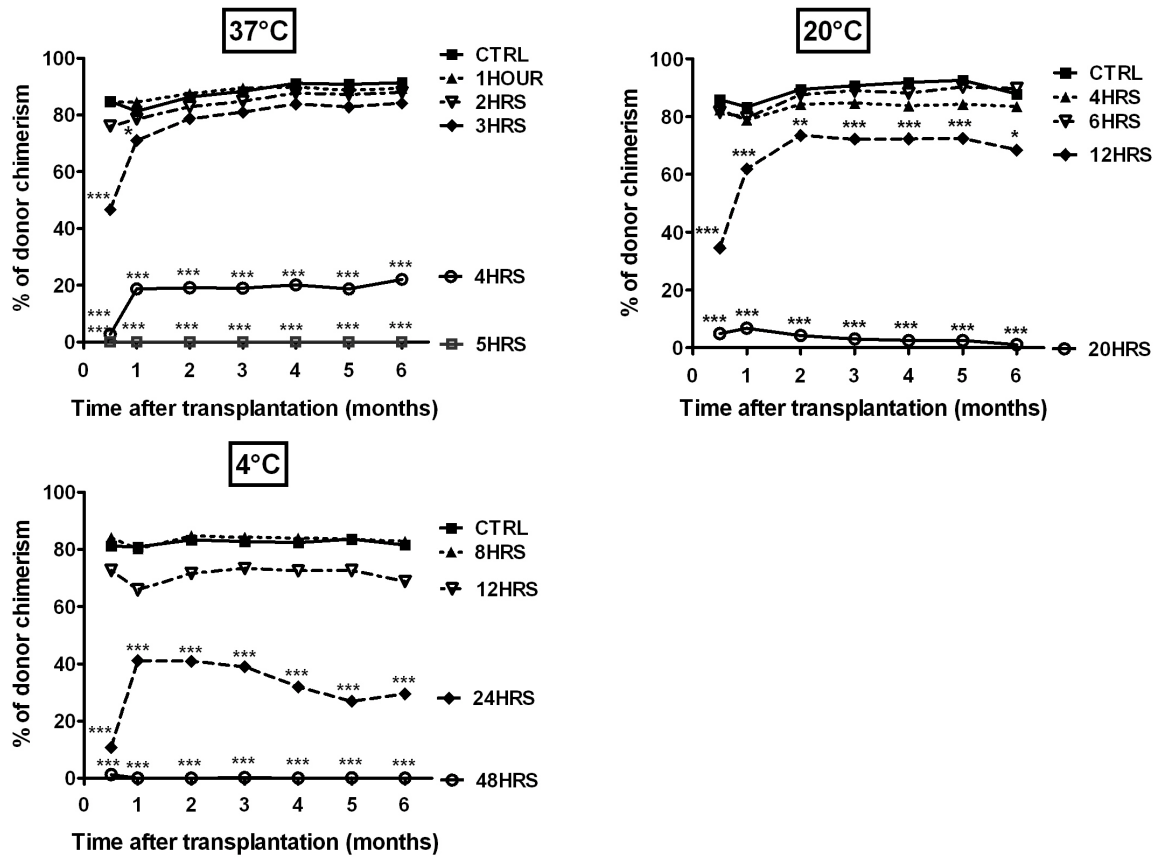 37°C
% of donor chimerism
100
80
60
40
20
0
*
***
*** *** *** *** *** ***
***
*** *** *** *** *** *** ***
CTRL
1HOUR
2HRS
3HRS
4HRS
5HRS
0 1 2 3 4 5 6
Time after transplantation (months)
20°C
% of donor chimerism
100
80
60
40
20
0
*** *** ** *** *** *** *
*** *** *** *** *** *** ***
CTRL
4HRS
6HRS
12HRS
20HRS
0 1 2 3 4 5 6
Time after transplantation (months)
4°C
% of donor chimerism
100
80
60
40
20
0
*** *** *** *** *** *** ***
*** *** *** *** *** *** ***
CTRL
8HRS
12HRS
24HRS
48HRS
0 1 2 3 4 5 6
Time after transplantation (months)